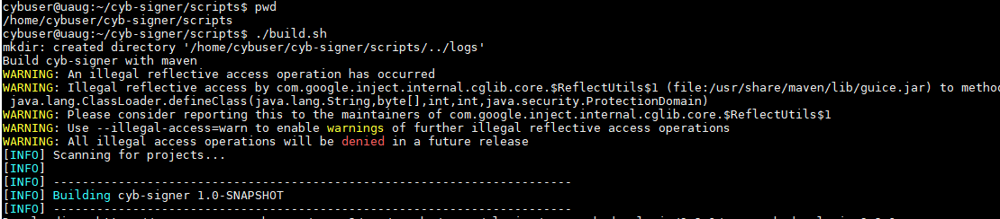 cybuser@uaug:~/cyb-signer/scripts$ pwd
/home/cybuser/cyb-signer/scripts
cybuser@uaug:~/cyb-signer/scripts$ ./build.sh
mkdir: created directory '/home/cybuser/cyb-signer/scripts/../logs'
Build cyb-signer with maven
WARNING: An illegal reflective access operation has occurred
WARNING: Illegal reflective access by com.google.inject.internal.cglib.core.$ReflectUtils$1 (file:/usr/share/maven/lib/guice.jar) to metho
java.lang.ClassLoader.defineClass(java.lang.String,byte[],int,int,java.security.ProtectionDomain)
WARNING: Please consider reporting this to the maintainers of com.google.inject.internal.cglib.core.$ReflectUtils$1
WARNING: Use --illegal-access=warn to enable warnings of further illegal reflective access operations
WARNING: All illegal access operations will be denied in a future release
[INFO] Scanning for projects...
[INFO]
[INFO] ------------------------------------------------------------------------
[INFO] Building cyb-signer 1.0-SNAPSHOT
[INFO] ------------------------------------------------------------------------